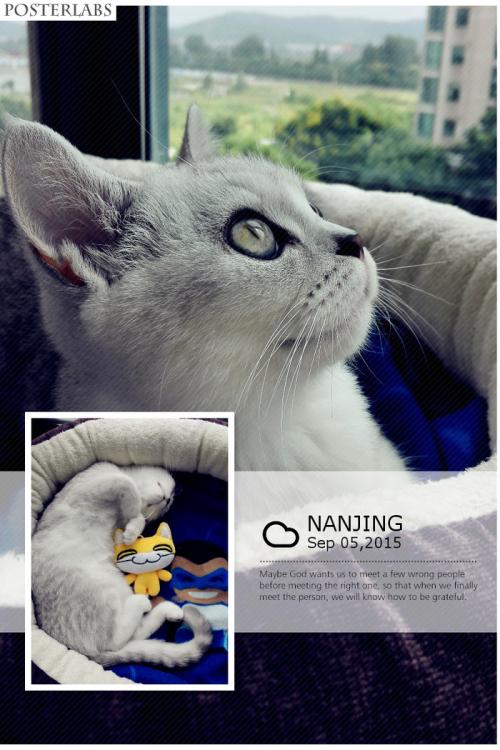 POSTERLABS
NANJING
Sep 05,2015
Maybe God wants us to meet a few wrong people
before meeting the right one, so that when we finally
meet the person, we will know how to be grateful.